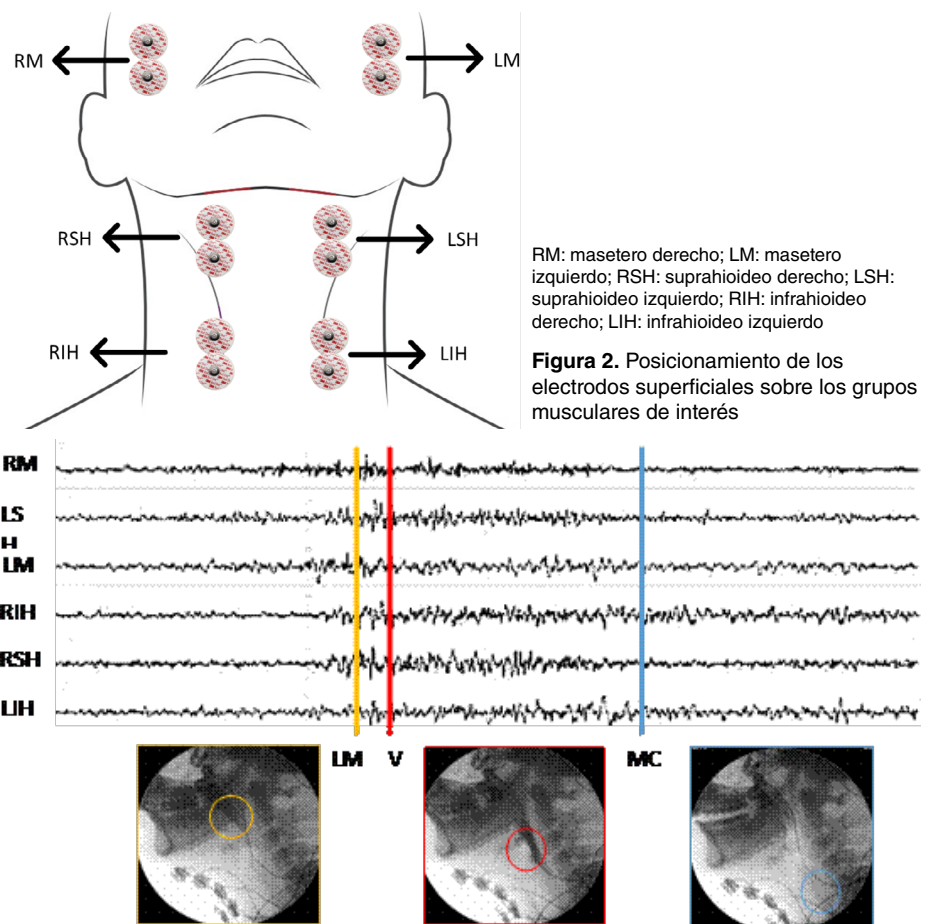 RM
LM
RSH
LSH
RIH
LIH
RM: masetero derecho; LM: masetero
izquierdo; RSH: suprahioideo derecho; LSH:
suprahioideo izquierdo; RIH: infrahioideo
derecho; LIH: infrahioideo izquierdo
Figura 2. Posicionamiento de los
electrodos superficiales sobre los grupos
musculares de interés
RM
LS
H
LM
RIH
RSH
LIH
LM V MC